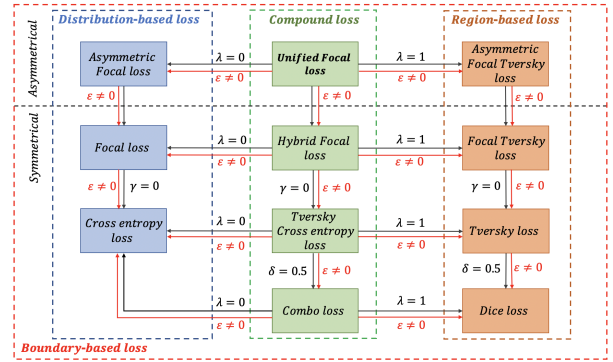 Distribution-based loss
Compound loss
Region-based loss
Asymmetrical
Asymmetric
Focal loss
λ = 0
ε ≠ 0
Unified Focal
loss
λ = 1
ε ≠ 0
Asymmetric
Focal Tversky
loss
ε ≠ 0
ε ≠ 0
ε ≠ 0
Symmetrical
Focal loss
λ = 0
ε ≠ 0
Hybrid Focal
loss
λ = 1
ε ≠ 0
Focal Tversky
loss
ε ≠ 0
γ = 0
γ = 0
ε ≠ 0
γ = 0
ε ≠ 0
Cross entropy
loss
λ = 0
ε ≠ 0
Tversky
Cross entropy
loss
λ = 1
ε ≠ 0
Tversky loss
δ = 0.5
ε ≠ 0
δ = 0.5
ε ≠ 0
λ = 0
ε ≠ 0
Combo loss
λ = 1
ε ≠ 0
Dice loss
Boundary-based loss